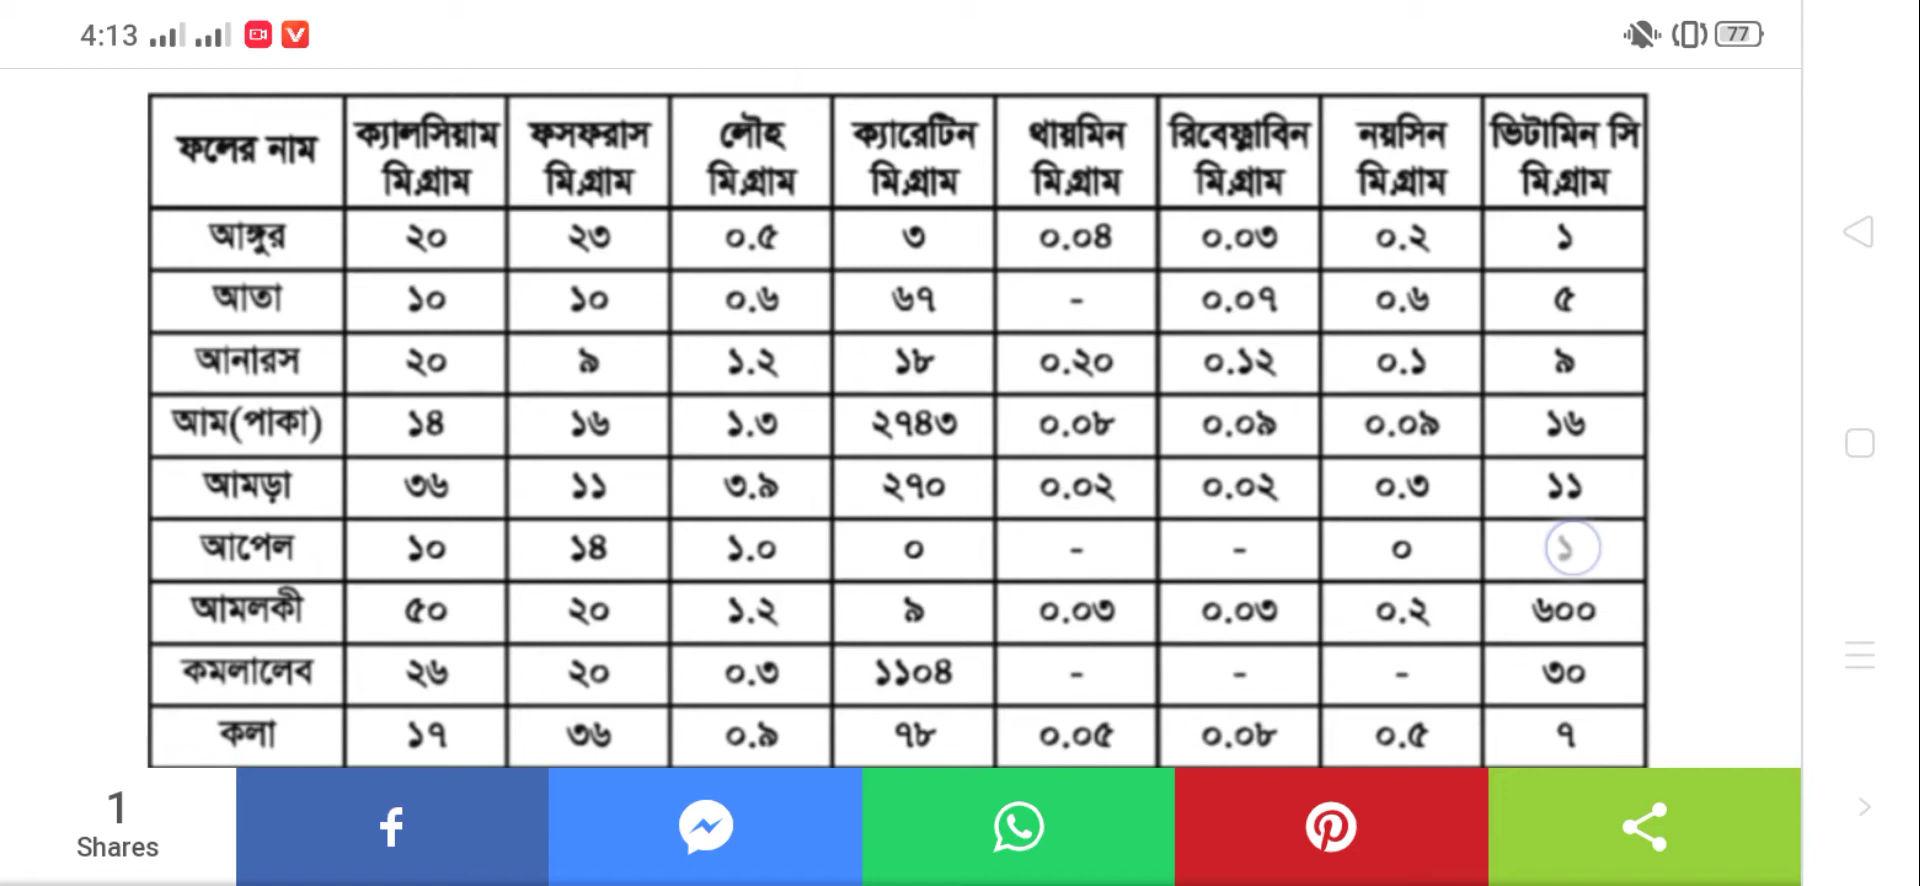 4:13 77
ফলের নাম ক্যালসিয়াম মি.গ্রাম ফসফরাস মি.গ্রাম লৌহ মি.গ্রাম ক্যারেটিন মি.গ্রাম থায়মিন মি.গ্রাম রিবেফ্লাবিন মি.গ্রাম নয়সিন মি.গ্রাম ভিটামিন সি মি.গ্রাম
আঙ্গুর ২০ ২৩ ০.৫ ৩ ০.০৪ ০.০৩ ০.২ ১
আতা ১০ ১০ ০.৬ ৬৭ - ০.০৭ ০.৬ ৫
আনারস ২০ ৯ ১.২ ১৮ ০.২০ ০.১২ ০.১ ৯
আম(পাকা) ১৪ ১৬ ১.৩ ২৭৪৩ ০.০৮ ০.০৯ ০.০৯ ১৬
আমড়া ৩৬ ১১ ৩.৯ ২৭০ ০.০২ ০.০২ ০.৩ ১১
আপেল ১০ ১৪ ১.০ ০ - - ০ ১
আমলকী ৫০ ২০ ১.২ ৯ ০.০৩ ০.০৩ ০.২ ৬০০
কমলালেব ২৬ ২০ ০.৩ ১১০৪ - - - ৩০
কলা ১৭ ৩৬ ০.৯ ৭৮ ০.০৫ ০.০৮ ০.৫ ৭
1
Shares